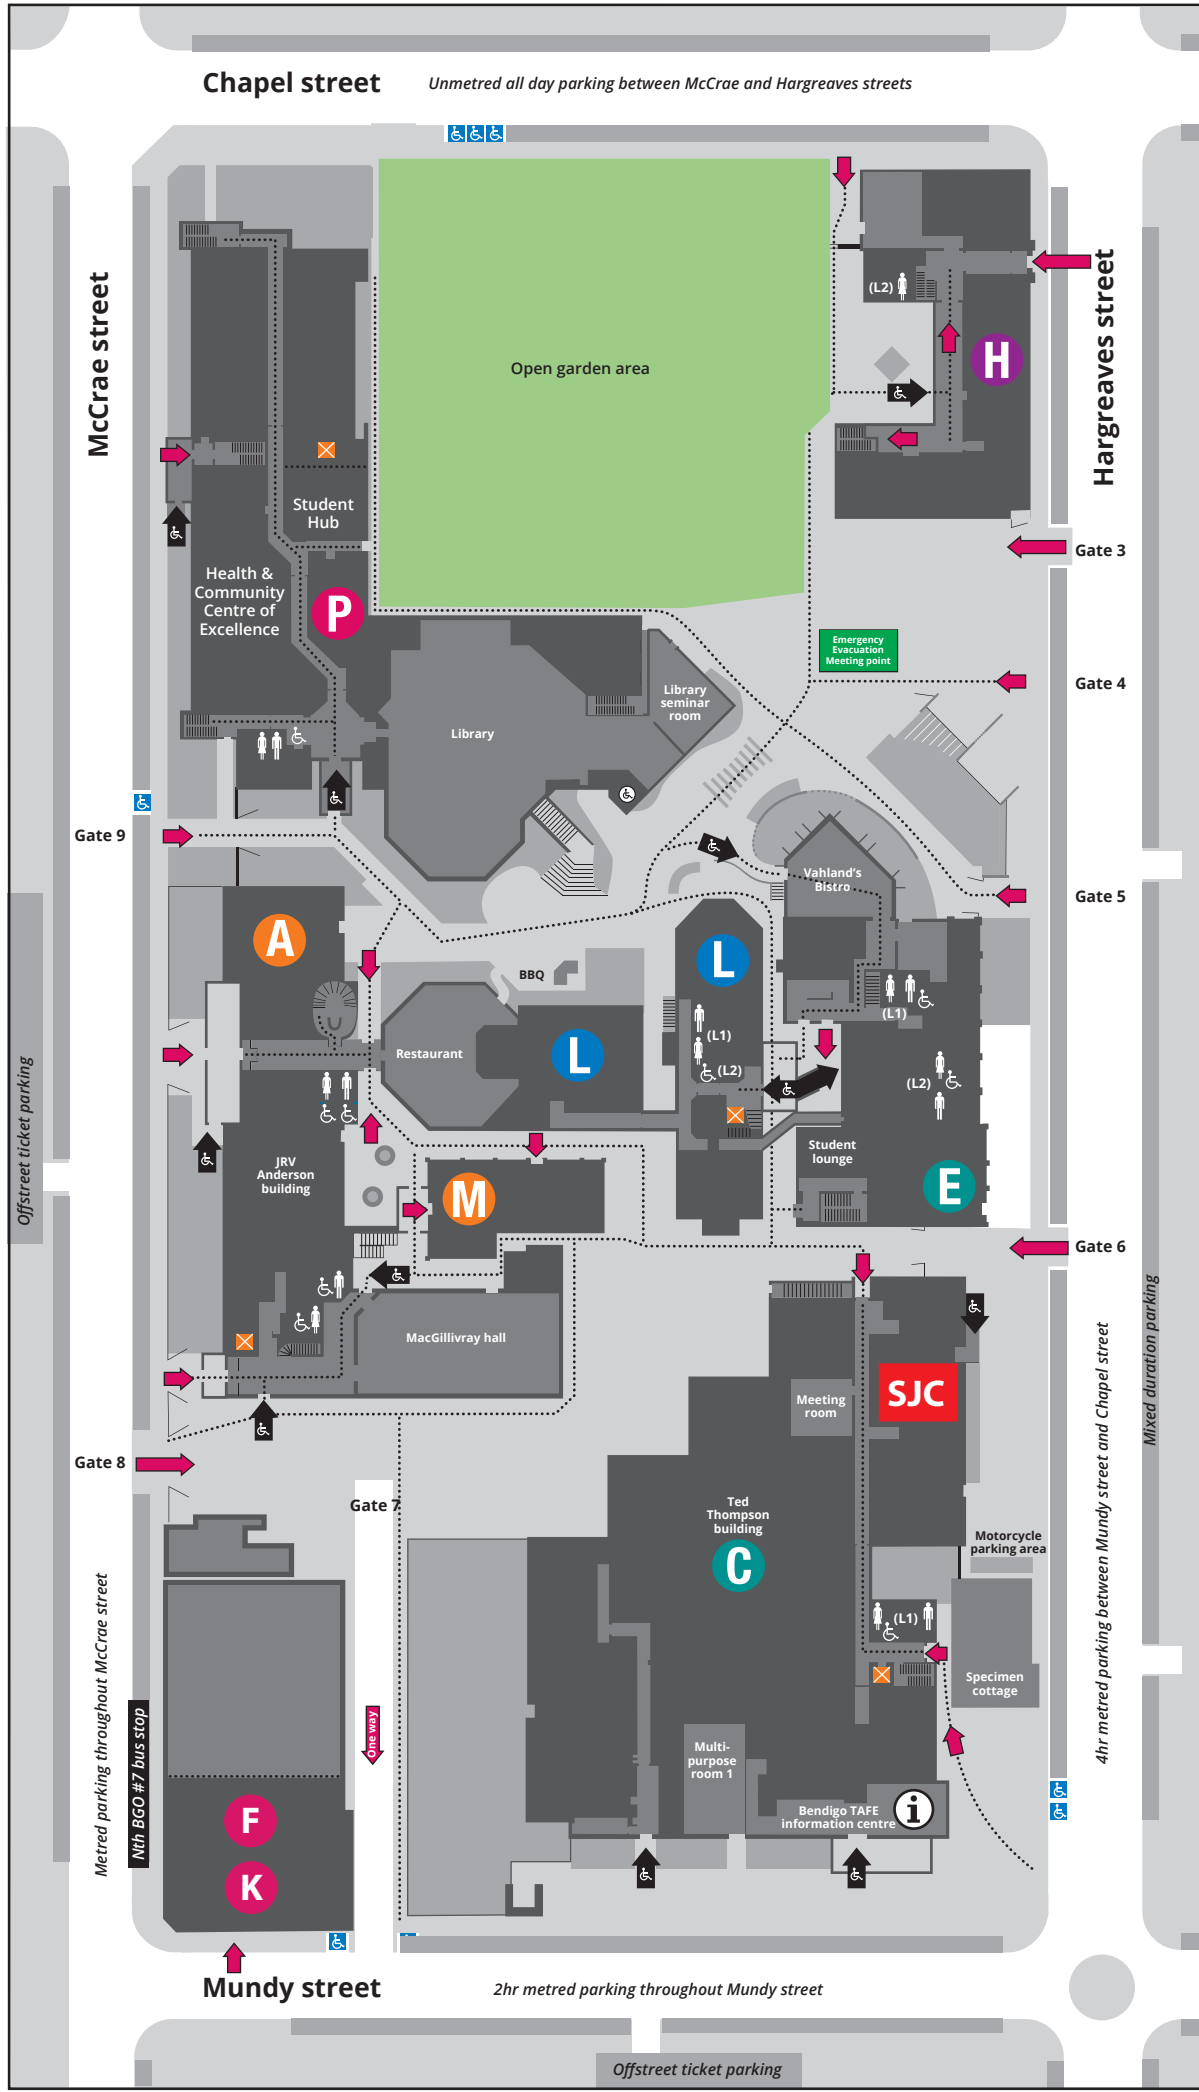 Chapel street
Unmetred all day parking between McCrae and Hargreaves streets
McCrae street
Hargreaves street
(L2)
H
Open garden area
Student
Hub
Health &
Community
Centre of
Excellence
P
Gate 3
Emergency
Evacuation
Meeting point
Gate 4
Library
seminar
room
Library
Gate 9
Vahland's
Bistro
Gate 5
A
L
BBQ
(L1)
(L1)
Restaurant
L
(L2)
(L2)
Offstreet ticket parking
JRV
Anderson
building
Student
lounge
M
E
Gate 6
MacGillivray hall
SJC
Meeting
room
Mixed duration parking
4hr metred parking between Mundy street and Chapel street
Gate 8
Gate 7
Ted
Thompson
building
C
Motorcycle
parking area
(L1)
Specimen
cottage
Metred parking throughout McCrae street
Nth BGO #7 bus stop
One way
Multi-
purpose
room 1
Bendigo TAFE
information centre
i
F
K
Mundy street
2hr metred parking throughout Mundy street
Offstreet ticket parking